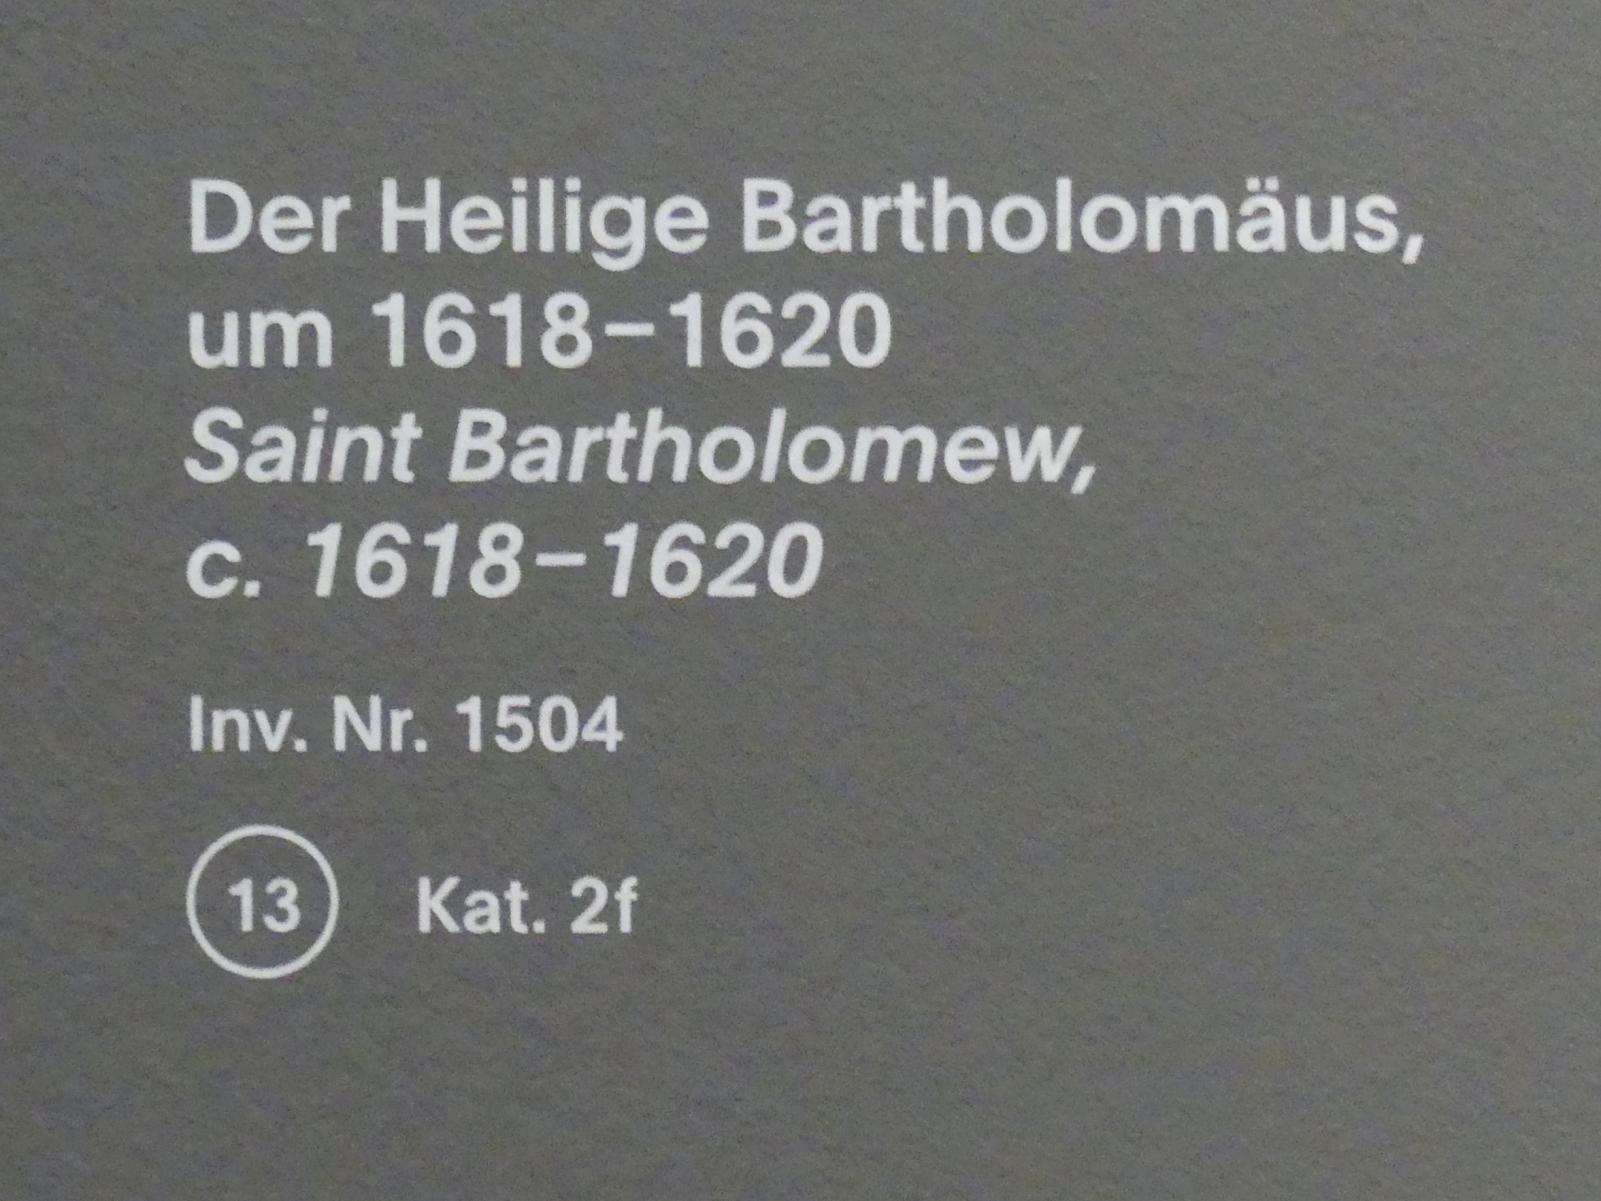 Der Heilige Bartholomäus,
um 1618–1620
Saint Bartholomew,
c. 1618–1620
Inv. Nr. 1504
13 Kat. 2f